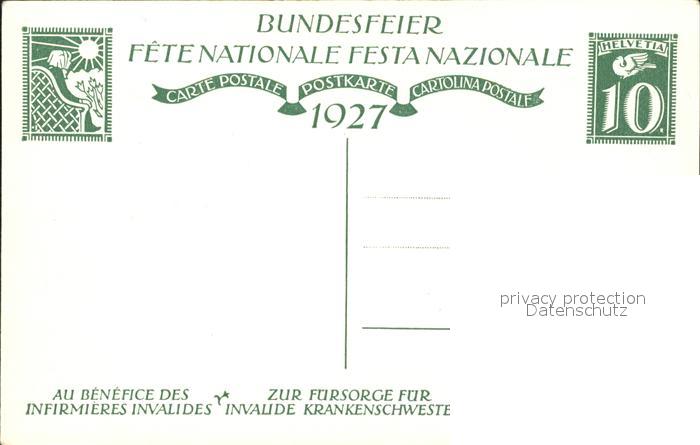 BUNDESFEIER
FÊTE NATIONALE FESTA NAZIONALE
CARTE POSTALE POSTKARTE CARTOLINA POSTALE
1927
HELVETIA
10
privacy protection
Datenschutz
AU BÉNÉFICE DES
INFIRMIÈRES INVALIDES
ZUR FÜRSORGE FÜR
INVALIDE KRANKENSCHWESTE